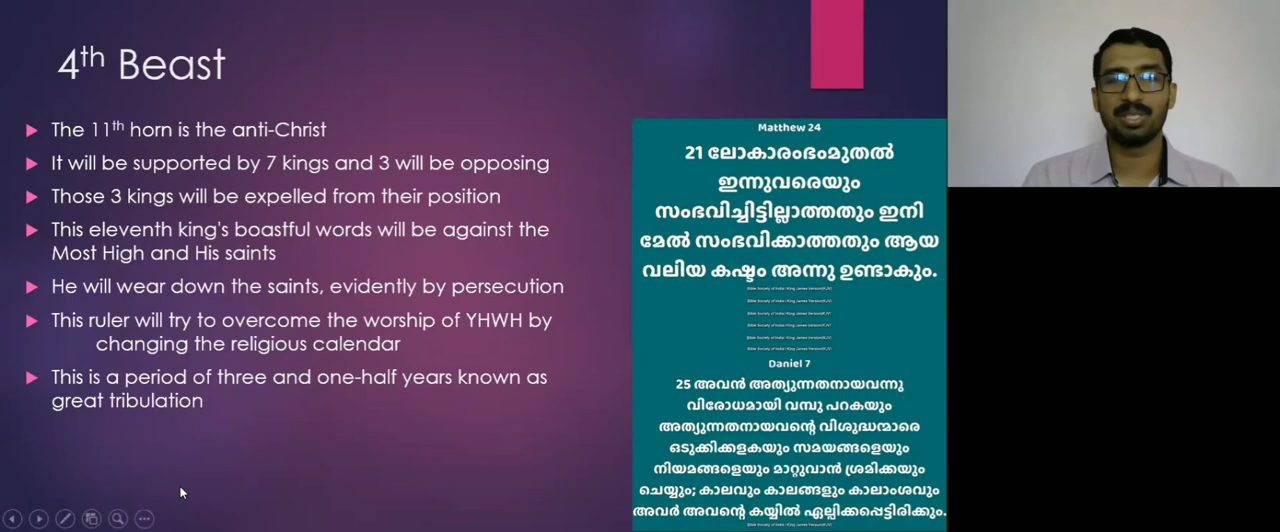 4th Beast
The 11th horn is the anti-Christ
It will be supported by 7 kings and 3 will be opposing
Those 3 kings will be expelled from their position
This eleventh king's boastful words will be against the
Most High and His saints
He will wear down the saints, evidently by persecution
This ruler will try to overcome the worship of YHWH by
changing the religious calendar
This is a period of three and one-half years known as
great tribulation
Matthew 24
21 ലോകാരംഭംമുതൽ
ഇന്നുവരെയും
സംഭവിച്ചിട്ടില്ലാത്തതും ഇനി
മേൽ സംഭവിക്കാത്തതും ആയ
വലിയ കഷ്ടം അന്നു ഉണ്ടാകും.
Daniel 7
25 അവൻ അത്യുന്നതനായവന്നു
വിരോധമായി വമ്പു പറകയും
അത്യുന്നതനായവന്റെ വിശുദ്ധന്മാരെ
ഒടുക്കിക്കളകയും സമയങ്ങളെയും
നിയമങ്ങളെയും മാറ്റുവാൻ ശ്രമിക്കയും
ചെയ്യും; കാലവും കാലങ്ങളും കാലാംശവും
അവർ അവന്റെ കയ്യിൽ ഏല്പിക്കപ്പെട്ടിരിക്കും.